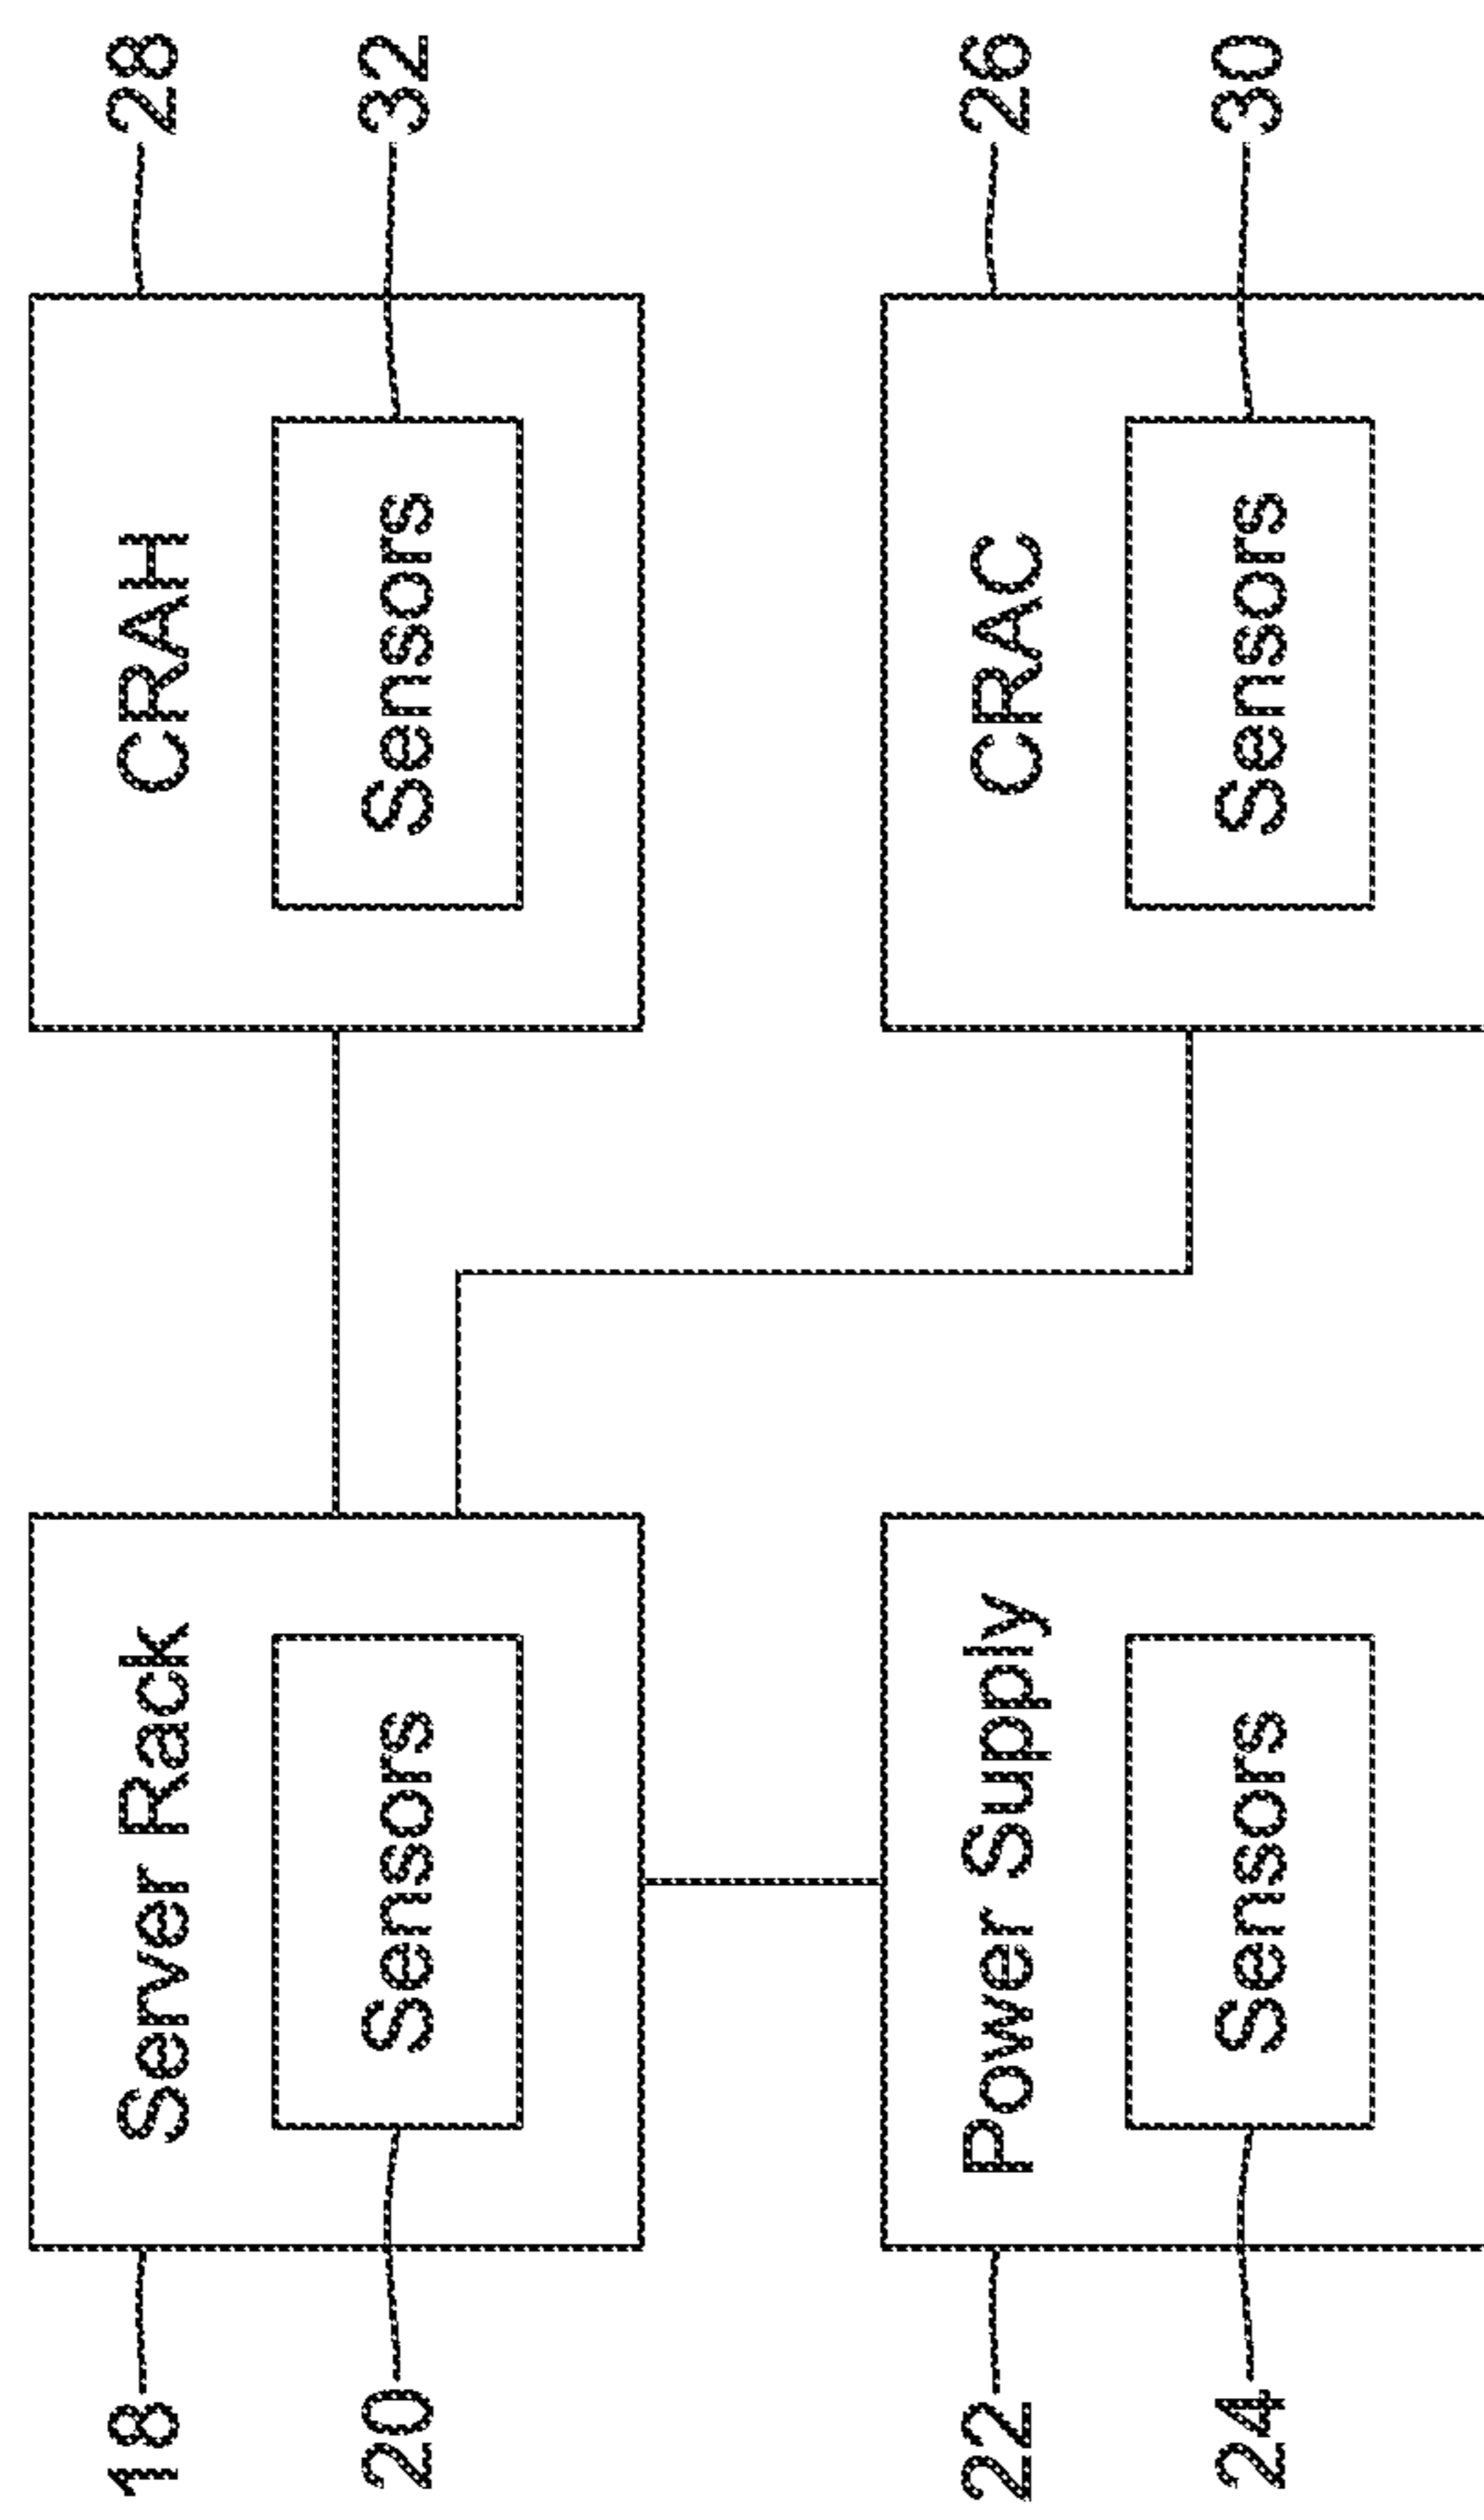 18
Server Rack
CRAH
28
20
Sensors
Sensors
32
22
Power Supply
CRAC
26
24
Sensors
Sensors
30